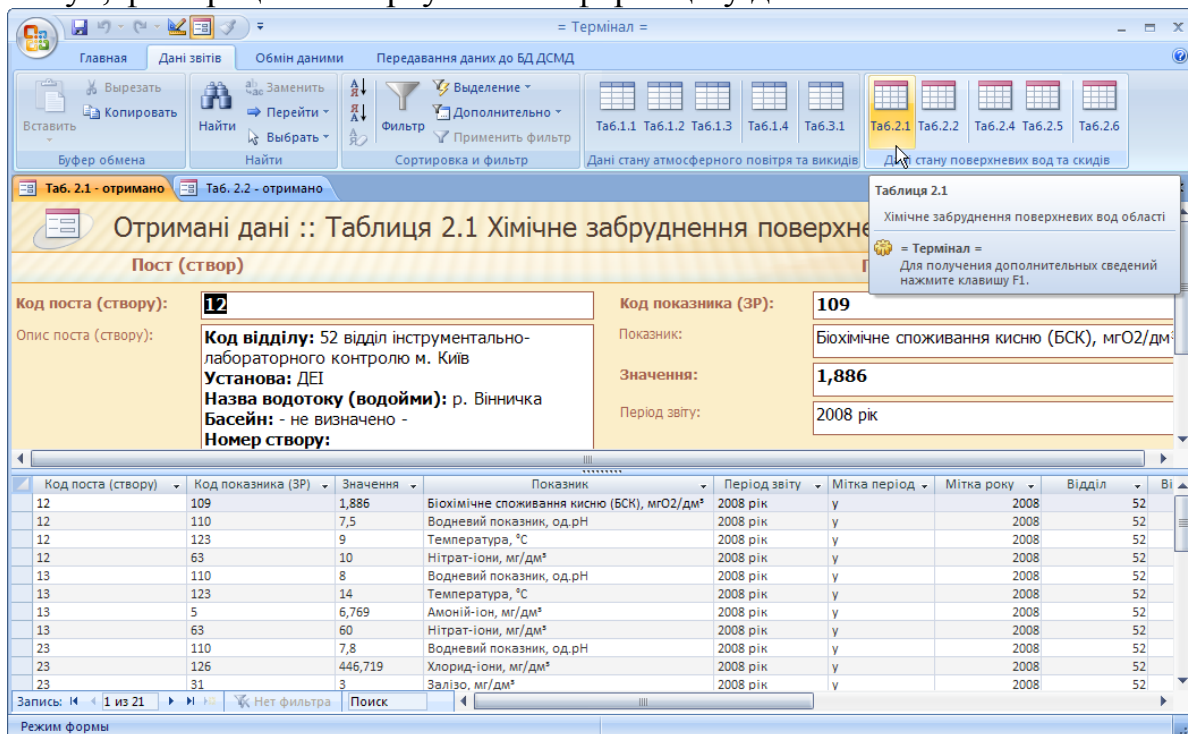 = Термінал =
Главная Дані звітів Обмін даними Передавання даних до БД ДСМД
Вставить
Вырезать
Копировать
Буфер обмена
Найти
Заменить
Перейти
Выбрать
Найти
Фильтр
Выделение
Дополнительно
Применить фильтр
Сортировка и фильтр
Таб.1.1 Таб.1.2 Таб.1.3 Таб.1.4 Таб.3.1
Дані стану атмосферного повітря та викидів
Таб.2.1 Таб.2.2 Таб.2.4 Таб.2.5 Таб.2.6
стану поверхневих вод та скидів
Таб. 2.1 - отримано Таб. 2.2 - отримано
Таблиця 2.1
Хімічне забруднення поверхневих вод області
= Термінал =
Для получения дополнительных сведений
нажмите клавишу F1.
Отримані дані :: Таблиця 2.1 Хімічне забруднення
Пост (створ)
Код поста (створу): 12 Код показника (ЗР): 109
Опис поста (створу): Код відділу: 52 відділ інструментально-
лабораторного контролю м. Київ
Установа: ДЕІ
Назва водотоку (водойми): р. Вінничка
Басейн: - не визначено -
Номер створу:
Показник: Біохімічне споживання кисню (БСК), мгО2/дм³
Значення: 1,886
Період звіту: 2008 рік
Код поста (створу) Код показника (ЗР) Значення Показник Період звіту Мітка період Мітка року Відділ Ві
12 109 1,886 Біохімічне споживання кисню (БСК), мгО2/дм³ 2008 рік y 2008 52
12 110 7,5 Водневий показник, од.pH 2008 рік y 2008 52
12 123 9 Температура, °C 2008 рік y 2008 52
12 63 10 Нітрат-іони, мг/дм³ 2008 рік y 2008 52
13 110 8 Водневий показник, од.pH 2008 рік y 2008 52
13 123 14 Температура, °C 2008 рік y 2008 52
13 5 6,769 Амоній-іон, мг/дм³ 2008 рік y 2008 52
13 63 60 Нітрат-іони, мг/дм³ 2008 рік y 2008 52
23 110 7,8 Водневий показник, од.pH 2008 рік y 2008 52
23 126 446,719 Хлорид-іони, мг/дм³ 2008 рік y 2008 52
23 31 3 Залізо, мг/дм³ 2008 рік y 2008 52
Запись: 1 из 21 Нет фильтра Поиск
Режим формы